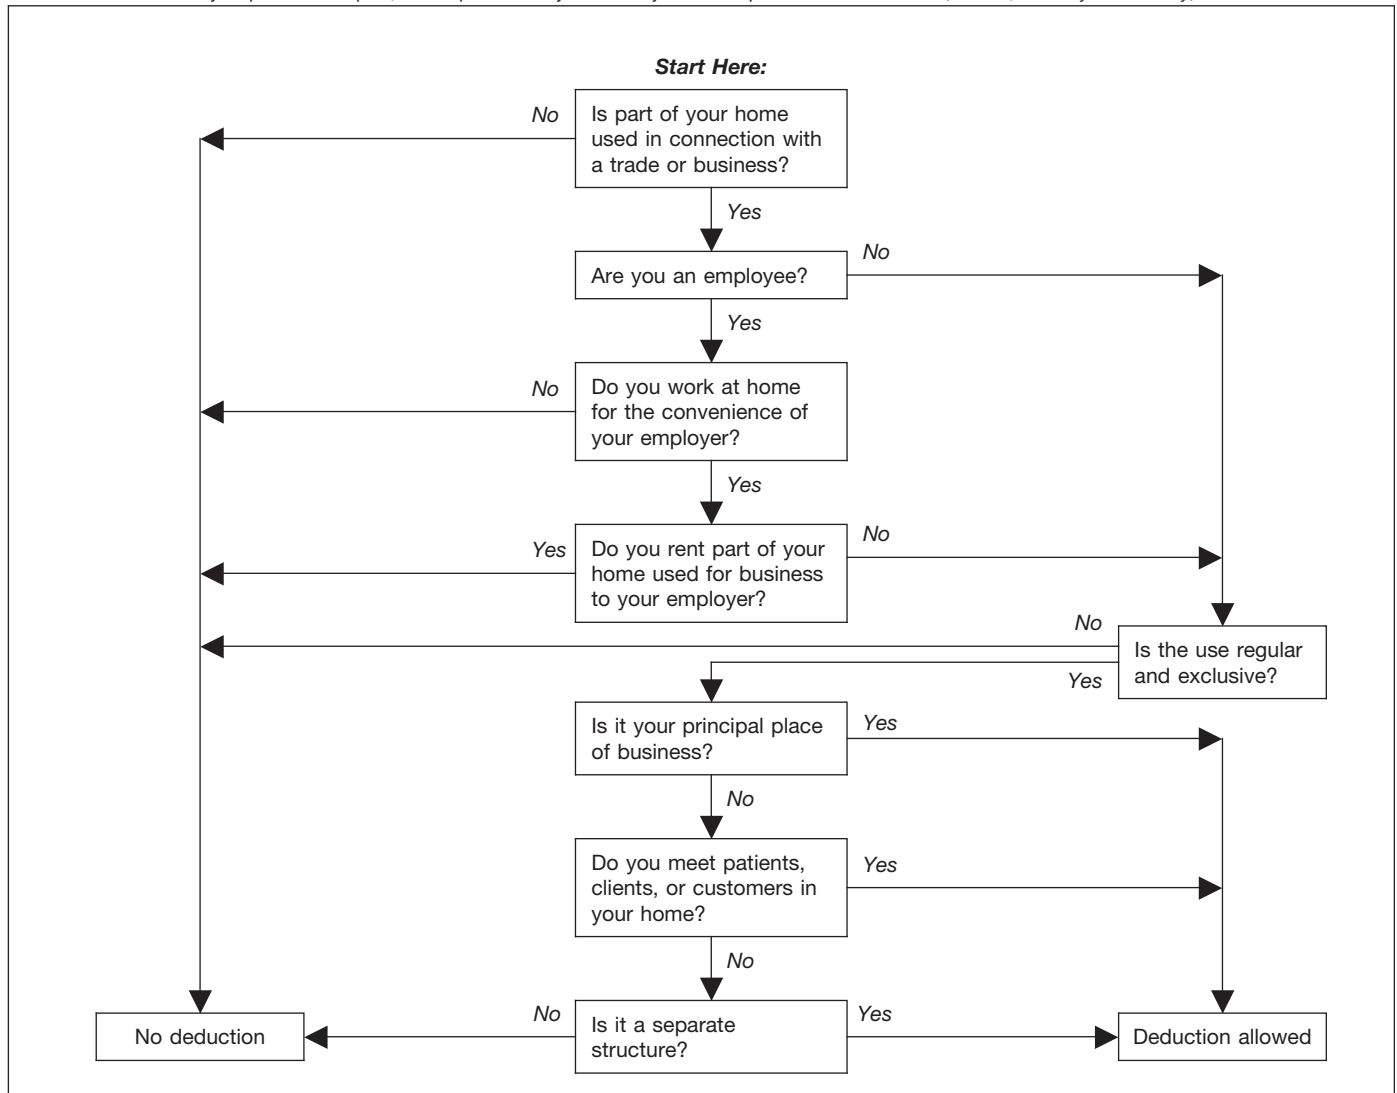 Start Here:
No
Is part of your home
used in connection with
a trade or business?
Yes
Are you an employee?
No
Yes
No
Do you work at home
for the convenience of
your employer?
Yes
Yes
Do you rent part of your
home used for business
to your employer?
No
No
Is the use regular
and exclusive?
Yes
Is it your principal place
of business?
Yes
No
Do you meet patients,
clients, or customers in
your home?
Yes
No
No deduction
No
Is it a separate
structure?
Yes
Deduction allowed